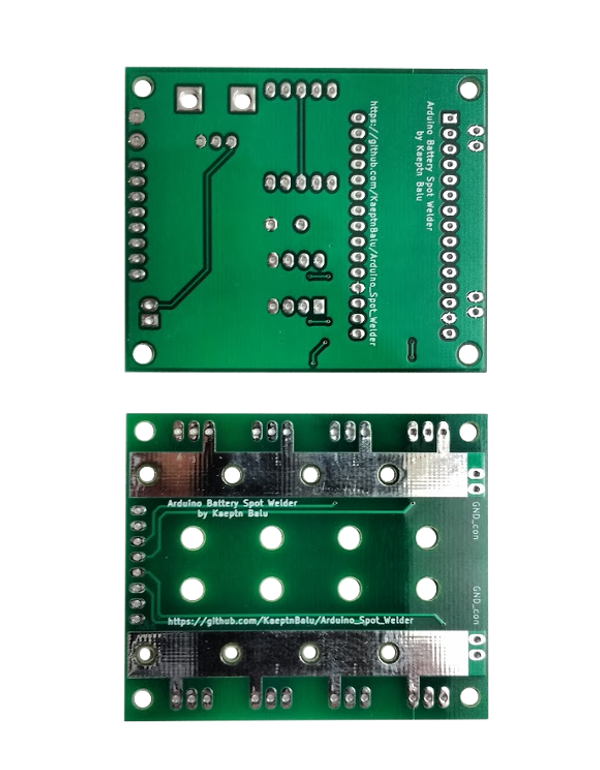 https://github.com/KaeptnBalu/Arduino_Spot_Welder
Arduino Battery Spot Welder
by Kaeptn Balu
Arduino Battery Spot Welder
by Kaeptn Balu
GND_con
GND_con
https://github.com/KaeptnBalu/Arduino_Spot_Welder